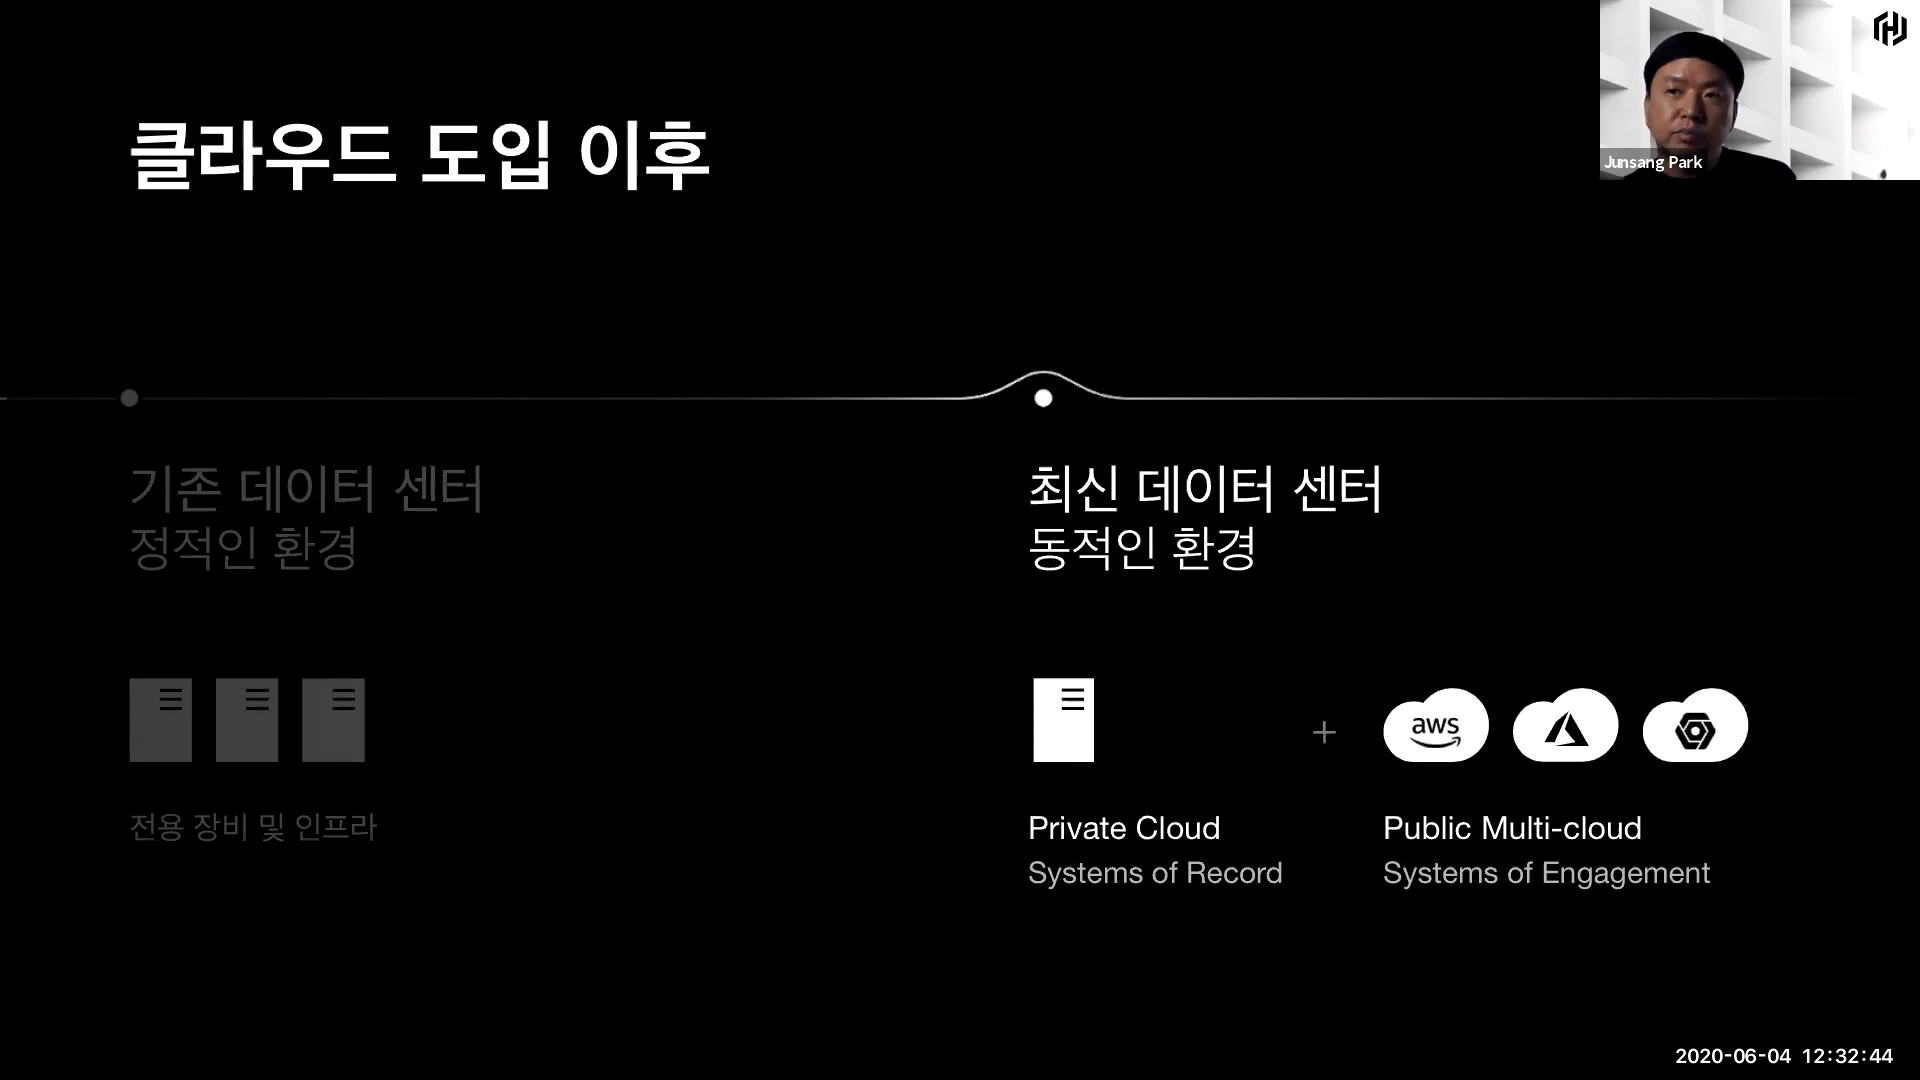 클라우드 도입 이후
Junsang Park
기존 데이터 센터
정적인 환경
전용 장비 및 인프라
최신 데이터 센터
동적인 환경
aws
Private Cloud
Systems of Record
+
Public Multi-cloud
Systems of Engagement
2020-06-04 12:32:44